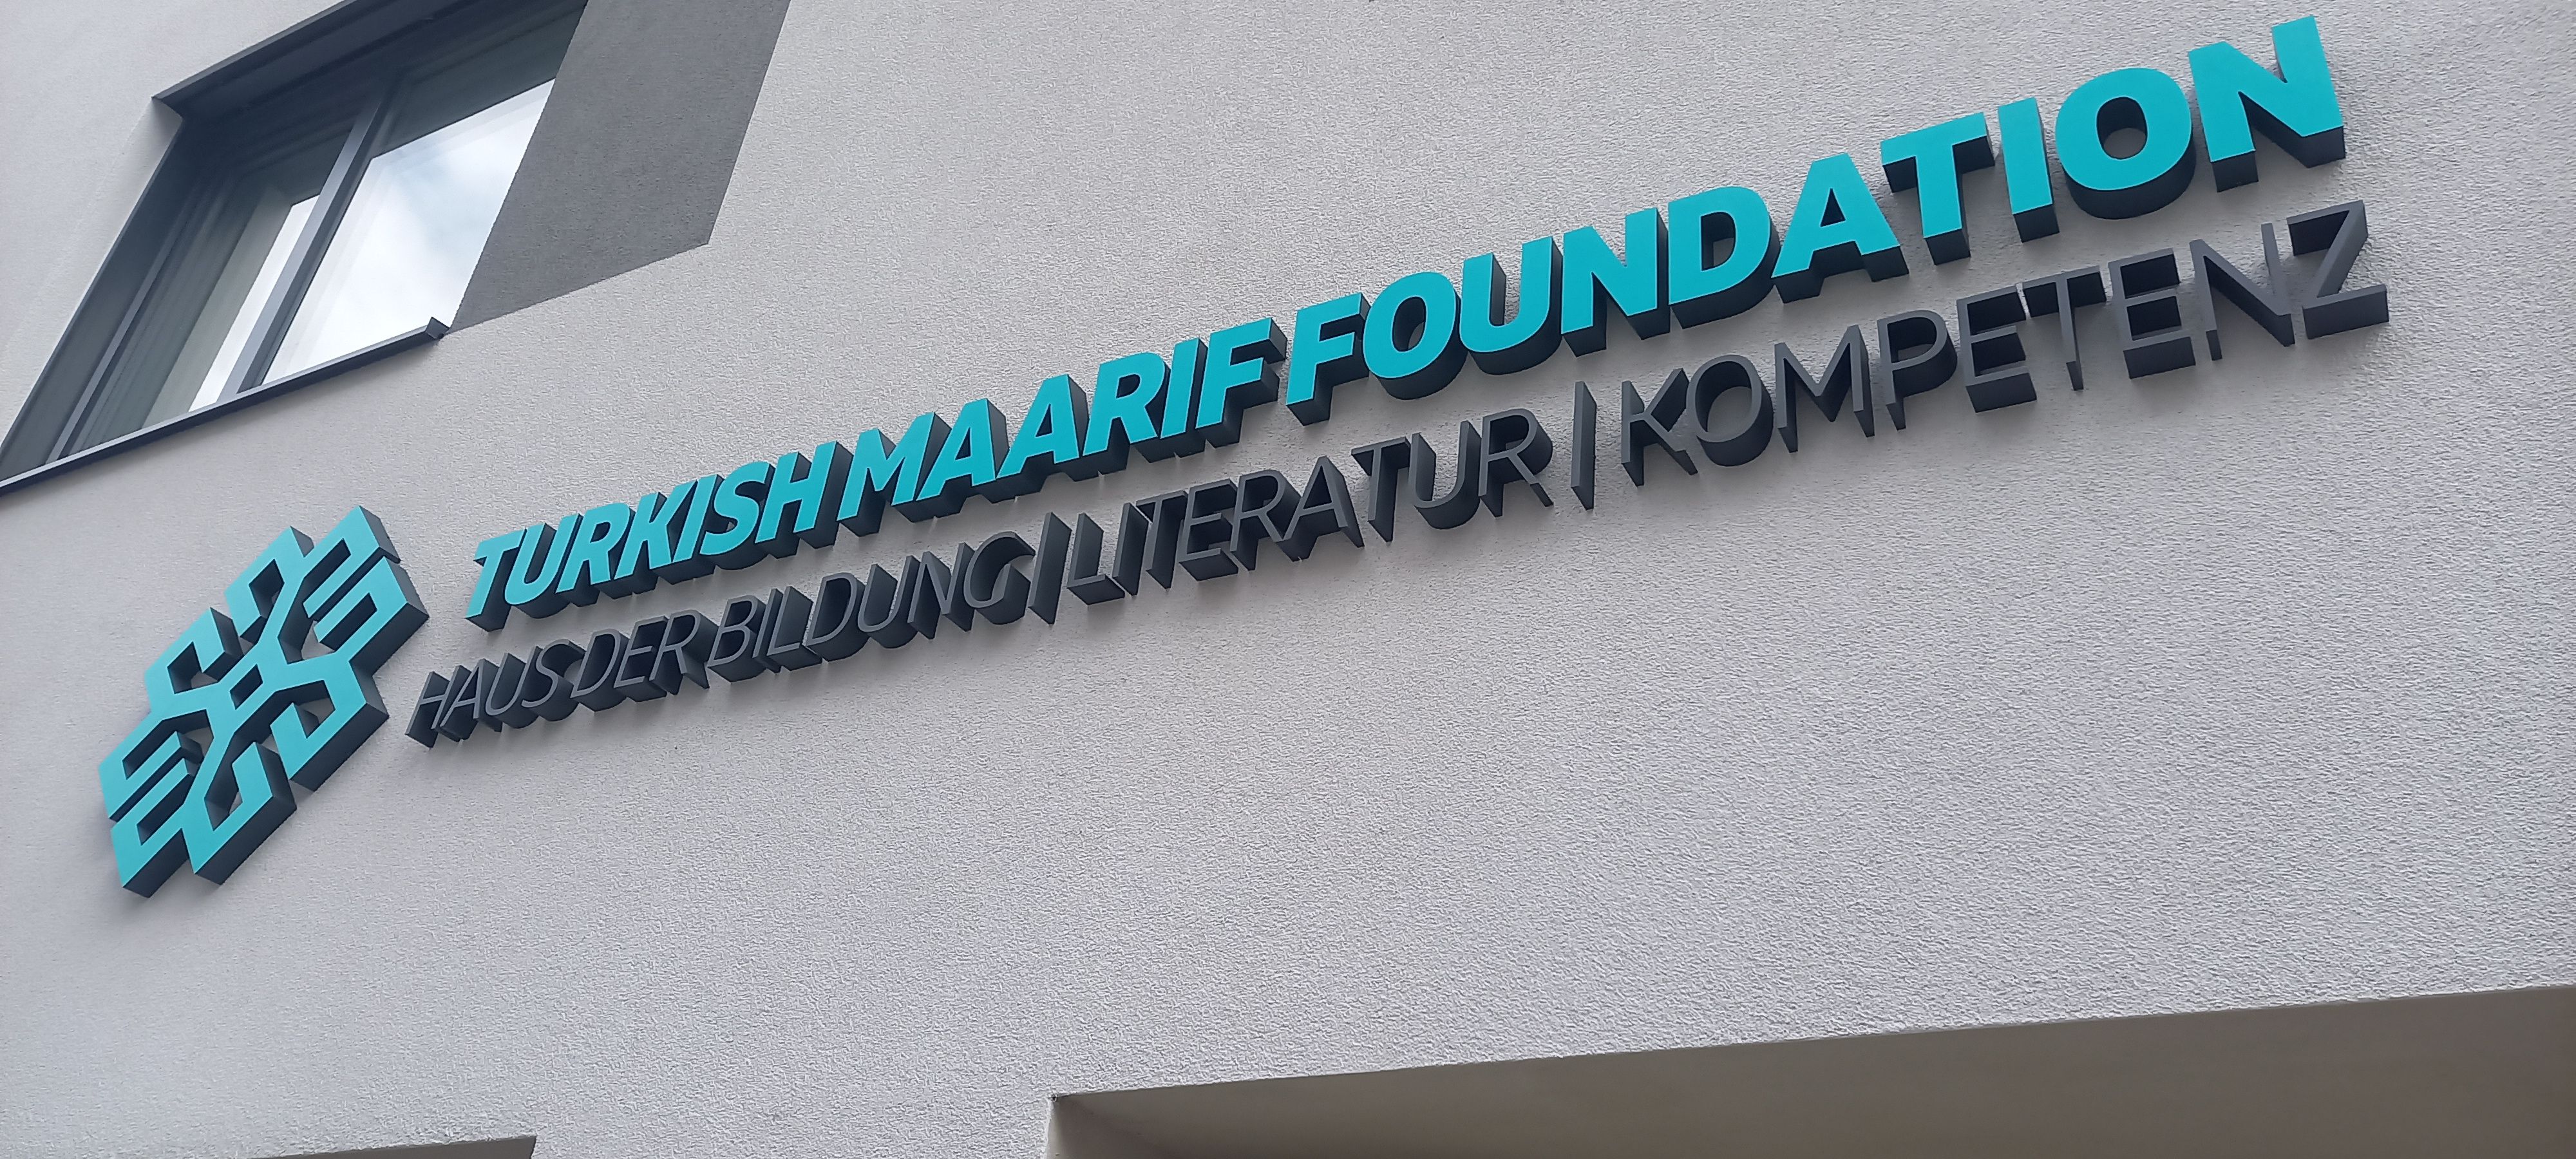 TURKISH MAARIF FOUNDATION
HAUS DER BILDUNG | LITERATUR | KOMPETENZ